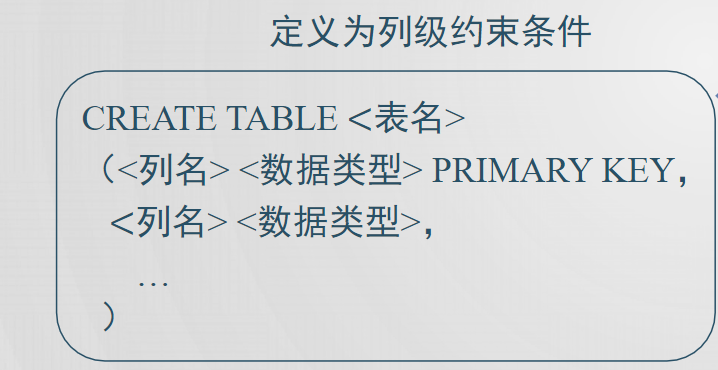 定义为列级约束条件
CREATE TABLE <表名>
（<列名> <数据类型> PRIMARY KEY，
<列名> <数据类型>，
…
）